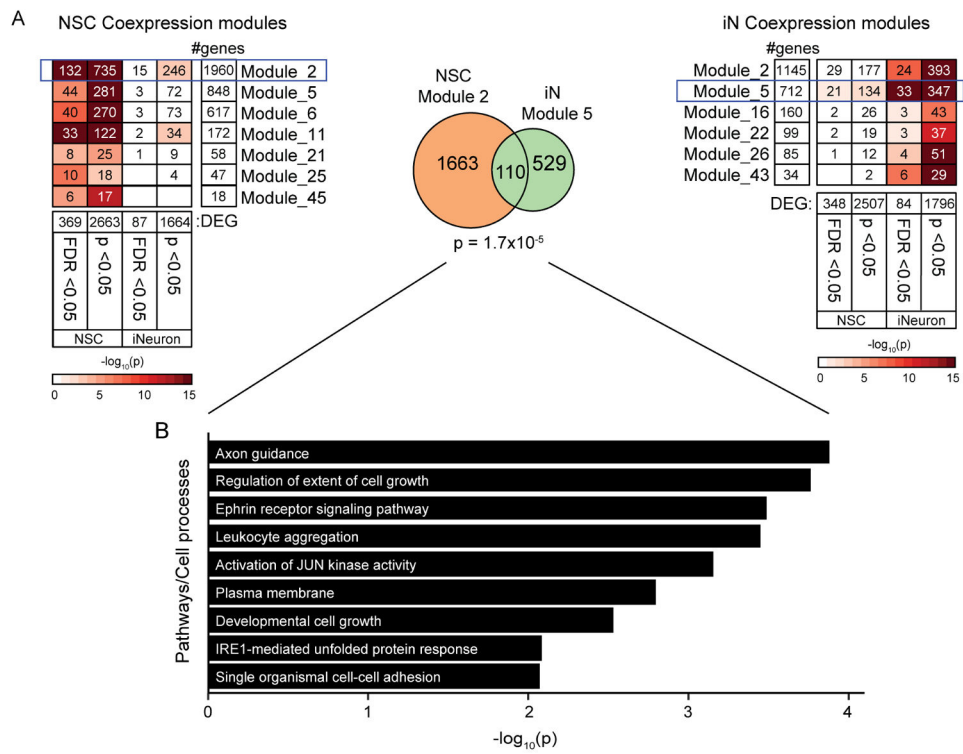 A
NSC Coexpression modules
#genes
132 735 15 246 1960 Module_2
44 281 3 72 848 Module_5
40 270 3 73 617 Module_6
33 122 2 34 172 Module_11
8 25 1 9 58 Module_21
10 18 4 47 Module_25
6 17 18 Module_45
369 2663 87 1664 :DEG
FDR <0.05 p <0.05 FDR <0.05 p <0.05
NSC iNeuron
-log10(p)
0 5 10 15
NSC
Module 2
iN
Module 5
1663 110 529
p = 1.7x10-5
iN Coexpression modules
#genes
Module_2 1145 29 177 24 393
Module_5 712 21 134 33 347
Module_16 160 2 26 3 43
Module_22 99 2 19 3 37
Module_26 85 1 12 4 51
Module_43 34 2 6 29
DEG: 348 2507 84 1796
FDR <0.05 p <0.05 FDR <0.05 p <0.05
NSC iNeuron
-log10(p)
0 5 10 15
B
Pathways/Cell processes
Axon guidance
Regulation of extent of cell growth
Ephrin receptor signaling pathway
Leukocyte aggregation
Activation of JUN kinase activity
Plasma membrane
Developmental cell growth
IRE1-mediated unfolded protein response
Single organismal cell-cell adhesion
0 1 2 3 4
-log10(p)